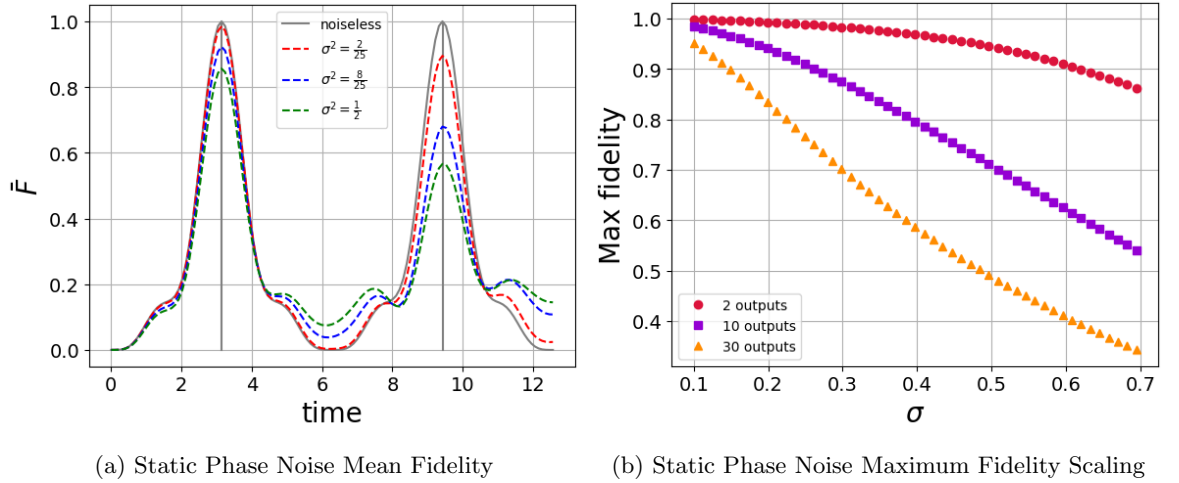 1.0
0.8
0.6
0.4
0.2
0.0
F̄
0 2 4 6 8 10 12
time
noiseless
σ² = 2/25
σ² = 8/25
σ² = 1/2
(a) Static Phase Noise Mean Fidelity
1.0
0.9
0.8
0.7
0.6
0.5
0.4
Max fidelity
2 outputs
10 outputs
30 outputs
0.1 0.2 0.3 0.4 0.5 0.6 0.7
σ
(b) Static Phase Noise Maximum Fidelity Scaling